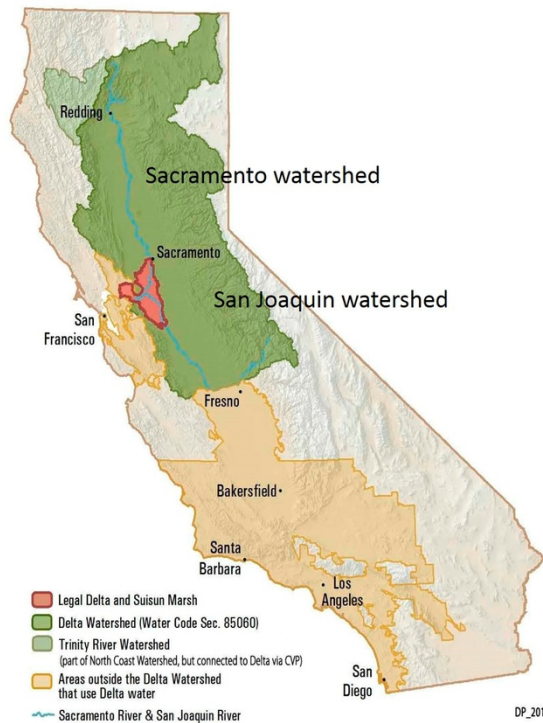 Redding
Sacramento watershed
Sacramento
San Joaquin watershed
San
Francisco
Fresno
Bakersfield
Santa
Barbara
Los
Angeles
San
Diego
Legal Delta and Suisun Marsh
Delta Watershed (Water Code Sec. 85060)
Trinity River Watershed
(part of North Coast Watershed, but connected to Delta via CVP)
Areas outside the Delta Watershed
that use Delta water
Sacramento River & San Joaquin River
DP_201